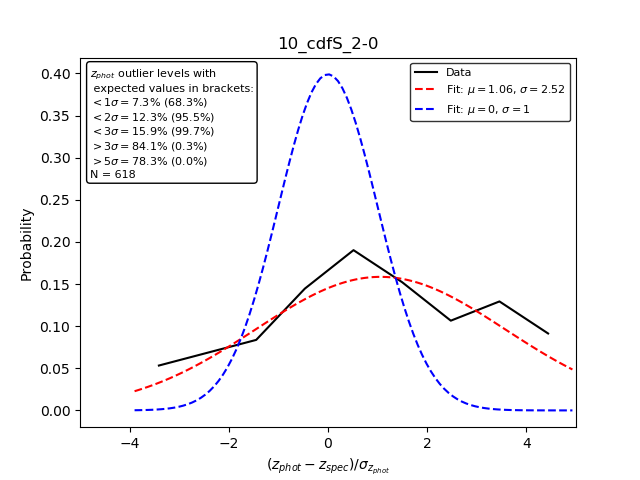 10_cdfS_2-0
z_phot outlier levels with
expected values in brackets:
< 1σ = 7.3% (68.3%)
< 2σ = 12.3% (95.5%)
< 3σ = 15.9% (99.7%)
> 3σ = 84.1% (0.3%)
> 5σ = 78.3% (0.0%)
N = 618
Data
Fit: μ = 1.06, σ = 2.52
Fit: μ = 0, σ = 1
0.40
0.35
0.30
0.25
0.20
0.15
0.10
0.05
0.00
Probability
−4 −2 0 2 4
(z_phot − z_spec)/σ_z_phot